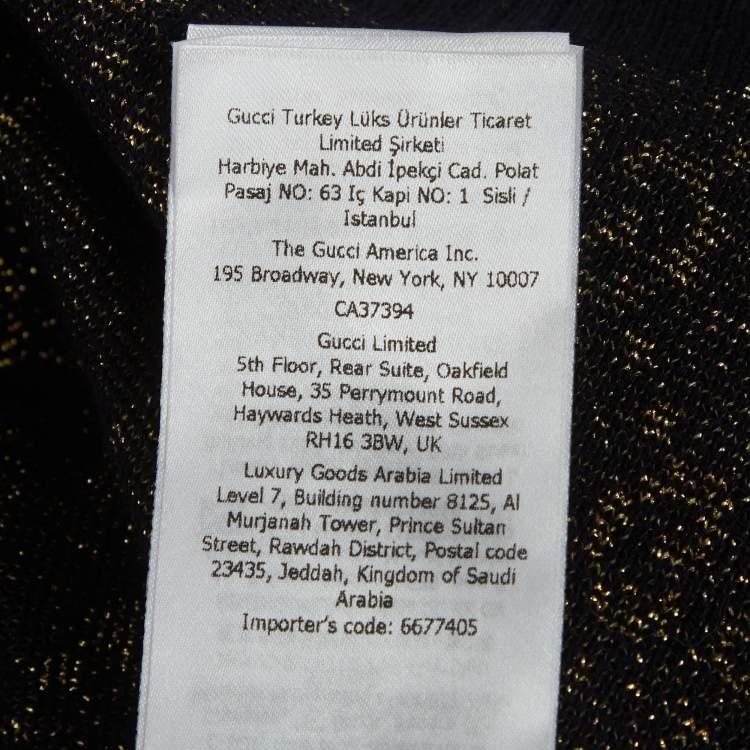 Gucci Turkey Lüks Ürünler Ticaret
Limited Şirketi
Harbiye Mah. Abdi İpekçi Cad. Polat
Pasaj NO: 63 Iç Kapi NO: 1 Sisli /
Istanbul
The Gucci America Inc.
195 Broadway, New York, NY 10007
CA37394
Gucci Limited
5th Floor, Rear Suite, Oakfield
House, 35 Perrymount Road,
Haywards Heath, West Sussex
RH16 3BW, UK
Luxury Goods Arabia Limited
Level 7, Building number 8125, Al
Murjanah Tower, Prince Sultan
Street, Rawdah District, Postal code
23435, Jeddah, Kingdom of Saudi
Arabia
Importer's code: 6677405